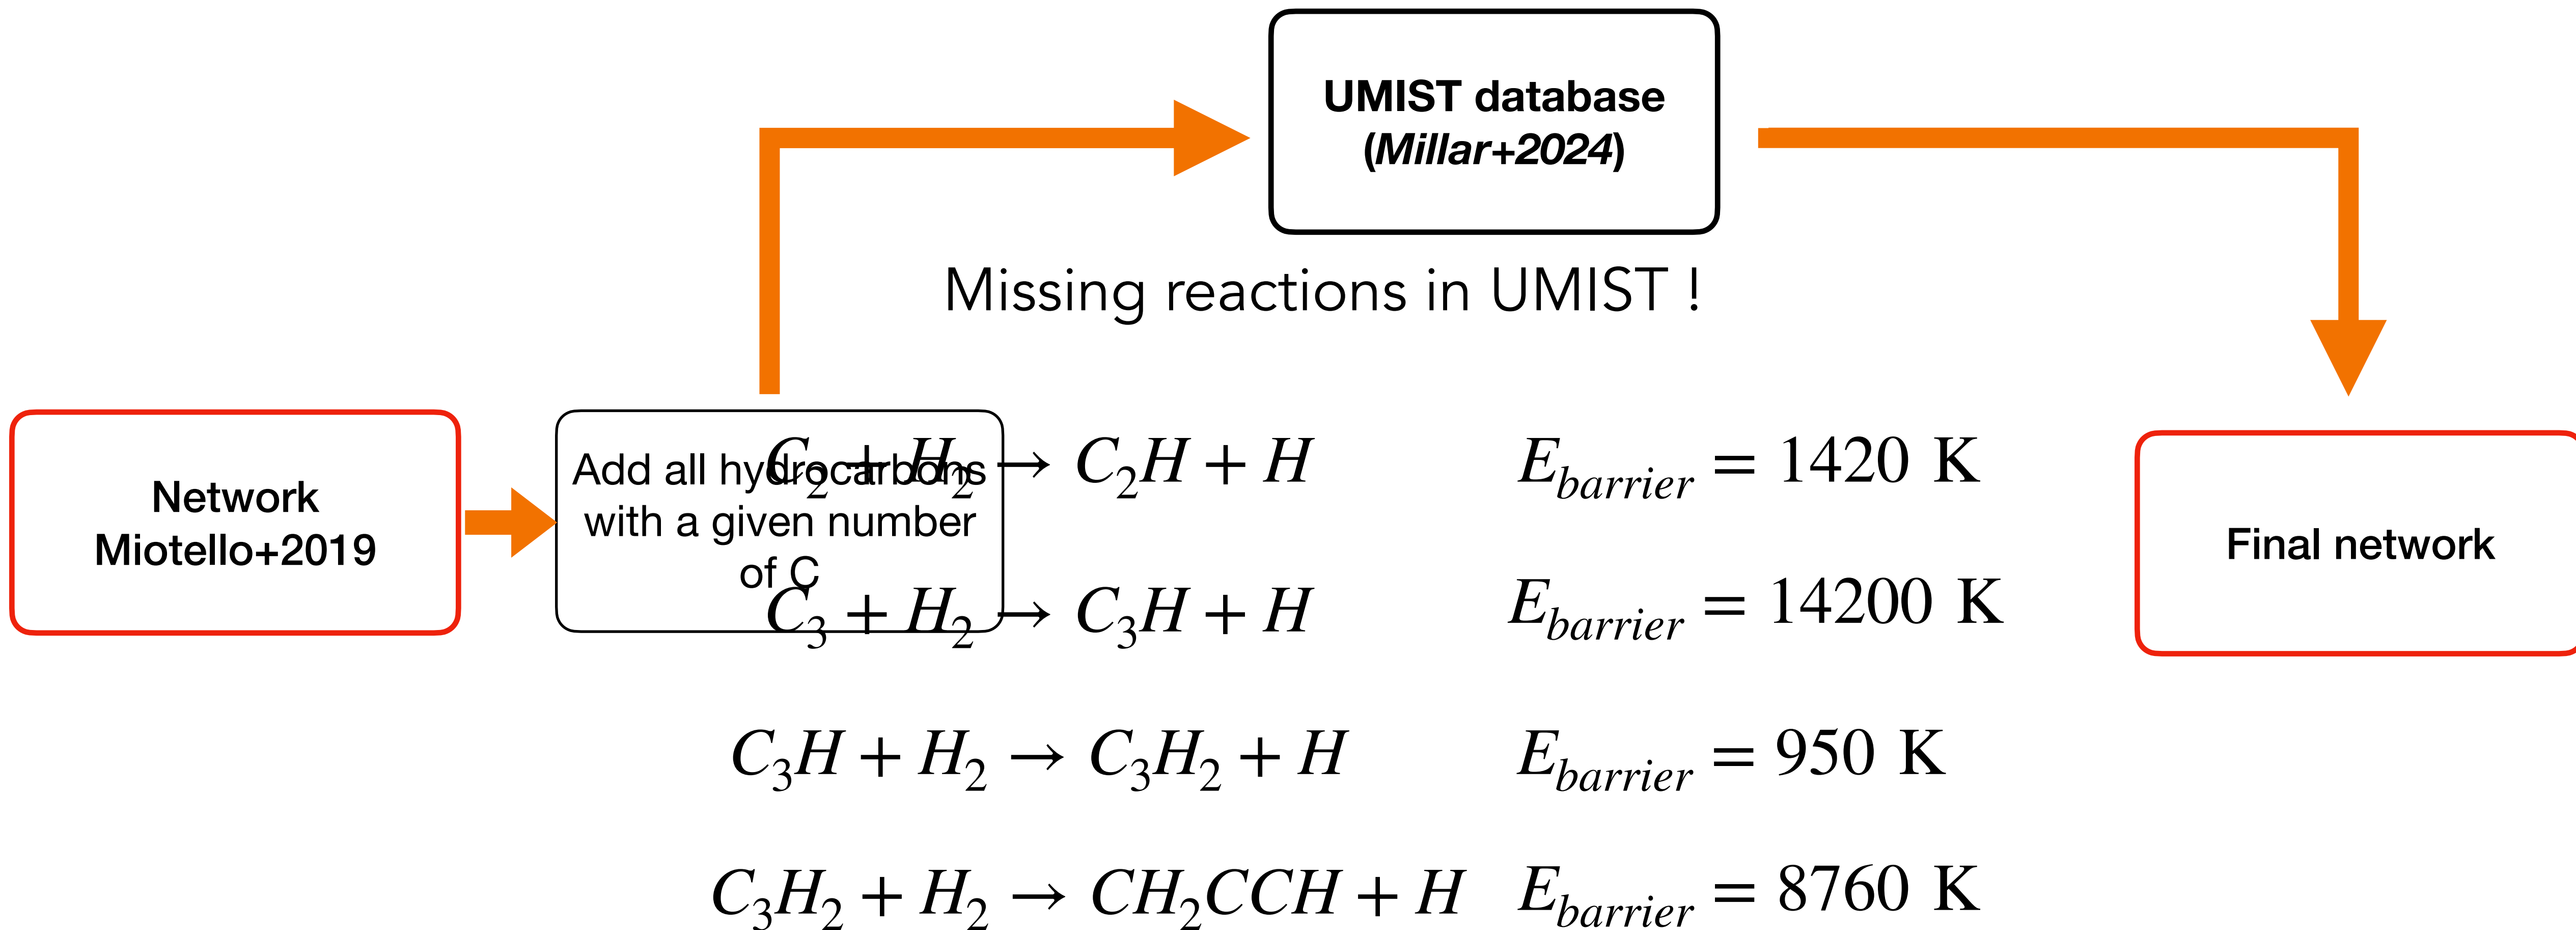 UMIST database
(Millar+2024)
Missing reactions in UMIST !
Network
Miotello+2019
Add all hydrocarbons
with a given number
of C
C₂ + H₂ → C₂H + H
E_barrier = 1420 K
C₃ + H₂ → C₃H + H
E_barrier = 14200 K
C₃H + H₂ → C₃H₂ + H
E_barrier = 950 K
C₃H₂ + H₂ → CH₂CCH + H
E_barrier = 8760 K
Final network